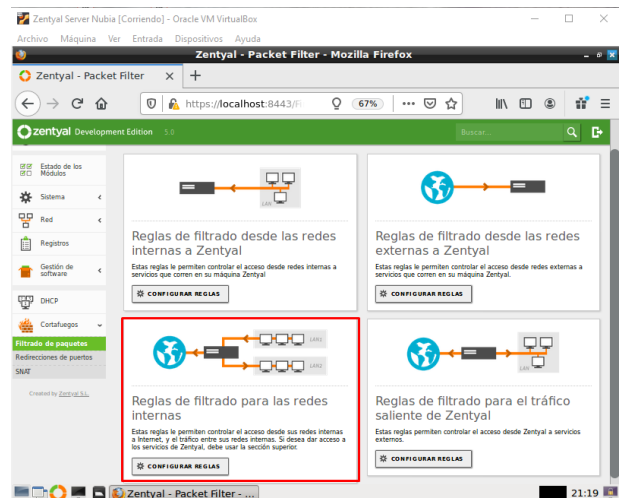 Zentyal Server Nubia [Corriendo] - Oracle VM VirtualBox
Archivo Máquina Ver Entrada Dispositivos Ayuda
Zentyal - Packet Filter - Mozilla Firefox
Zentyal - Packet Filter
https://localhost:8443/Fi
67%
zentyal Development Edition 5.0
Buscar...
Estado de los
Módulos
Sistema
Red
Registros
Gestión de
software
DHCP
Cortafuegos
Filtrado de paquetes
Redirecciones de puertos
SNAT
Created by Zentyal S.L.
LAN
Reglas de filtrado desde las redes
internas a Zentyal
Estas reglas le permiten controlar el acceso desde redes internas a
servicios que corren en su máquina Zentyal
CONFIGURAR REGLAS
Reglas de filtrado desde las redes
externas a Zentyal
Estas reglas le permiten controlar el acceso desde redes externas a
servicios que corren en su máquina Zentyal.
CONFIGURAR REGLAS
LAN1
LAN2
Reglas de filtrado para las redes
internas
Estas reglas le permiten controlar el acceso desde sus redes internas
a Internet, y el tráfico entre sus redes internas. Si desea dar acceso a
los servicios de Zentyal, debe usar la sección superior.
CONFIGURAR REGLAS
LAN
Reglas de filtrado para el tráfico
saliente de Zentyal
Estas reglas permiten controlar el acceso desde Zentyal a servicios
externos.
CONFIGURAR REGLAS
Zentyal - Packet Filter - ...
21:19